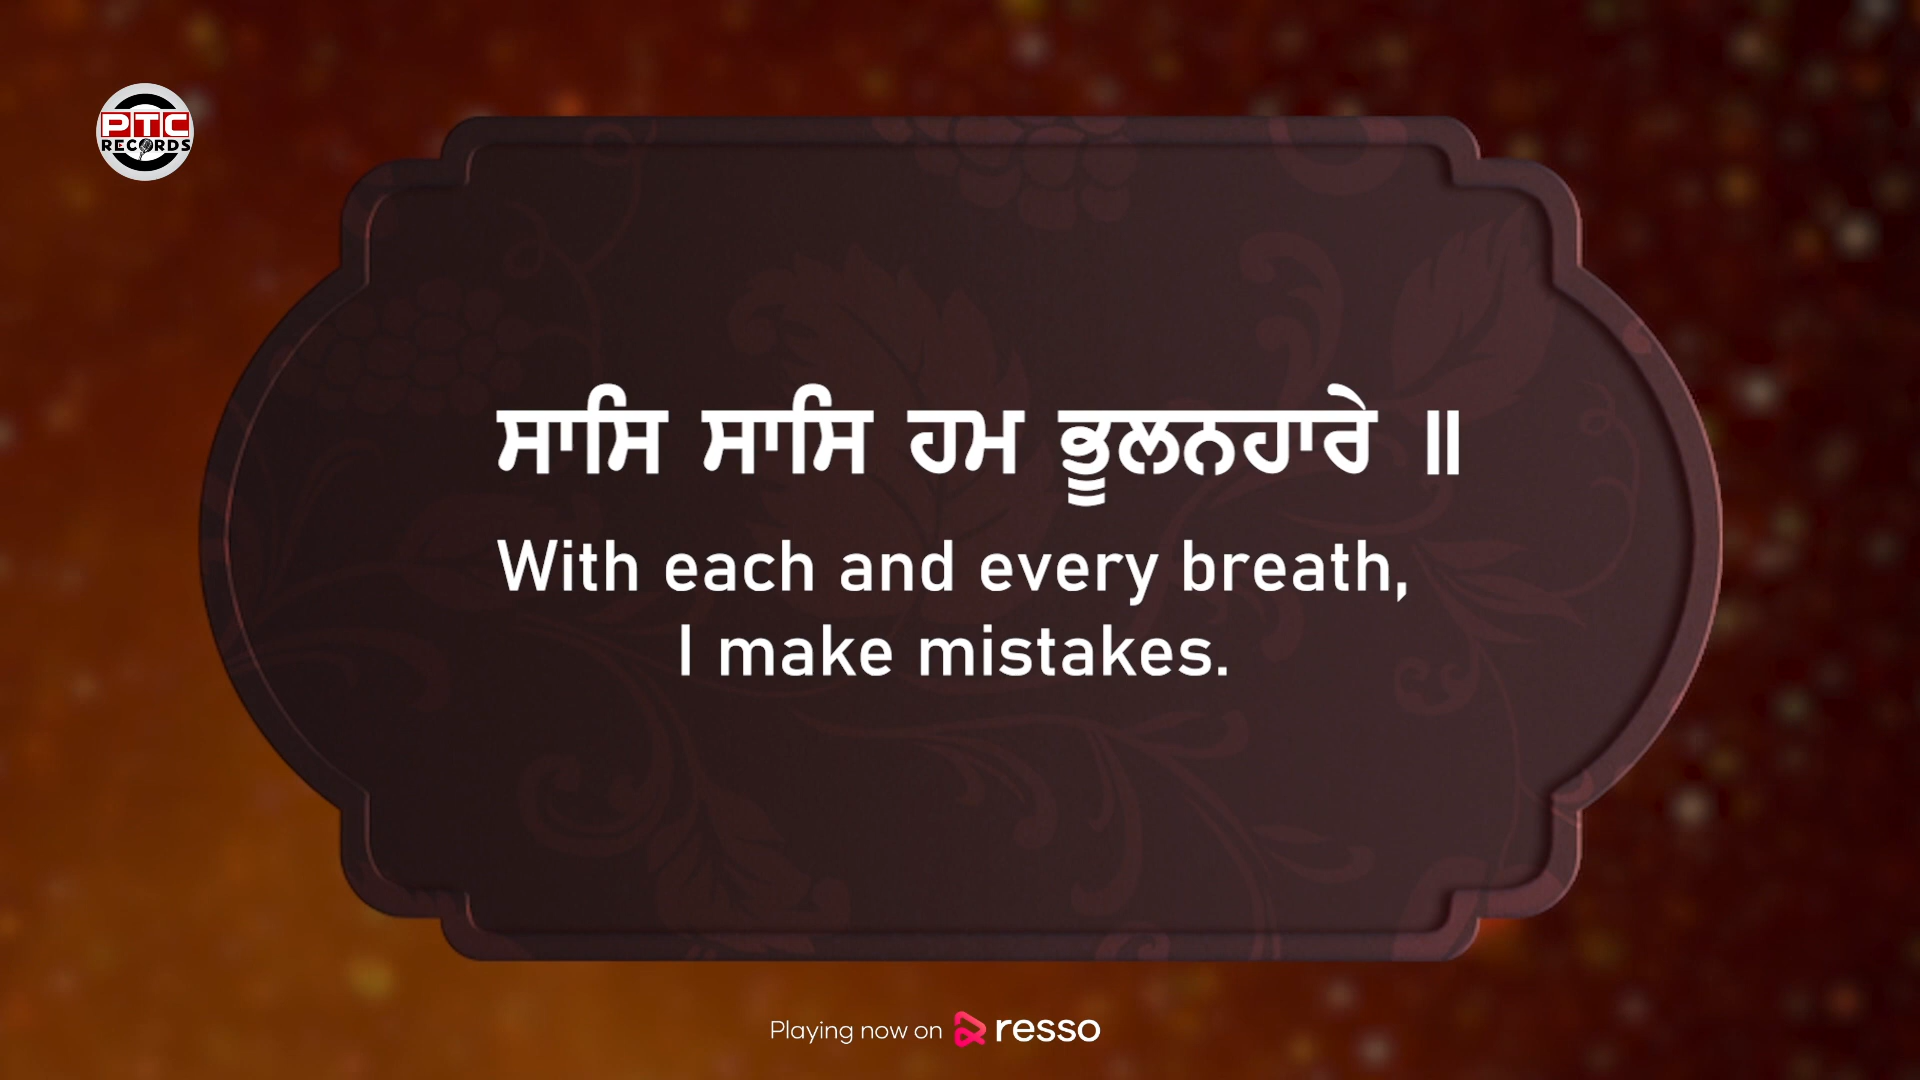 PTC
RECORDS
ਸਾਸਿ ਸਾਸਿ ਹਮ ਭੂਲਨਹਾਰੇ ॥
With each and every breath,
I make mistakes.
Playing now on resso